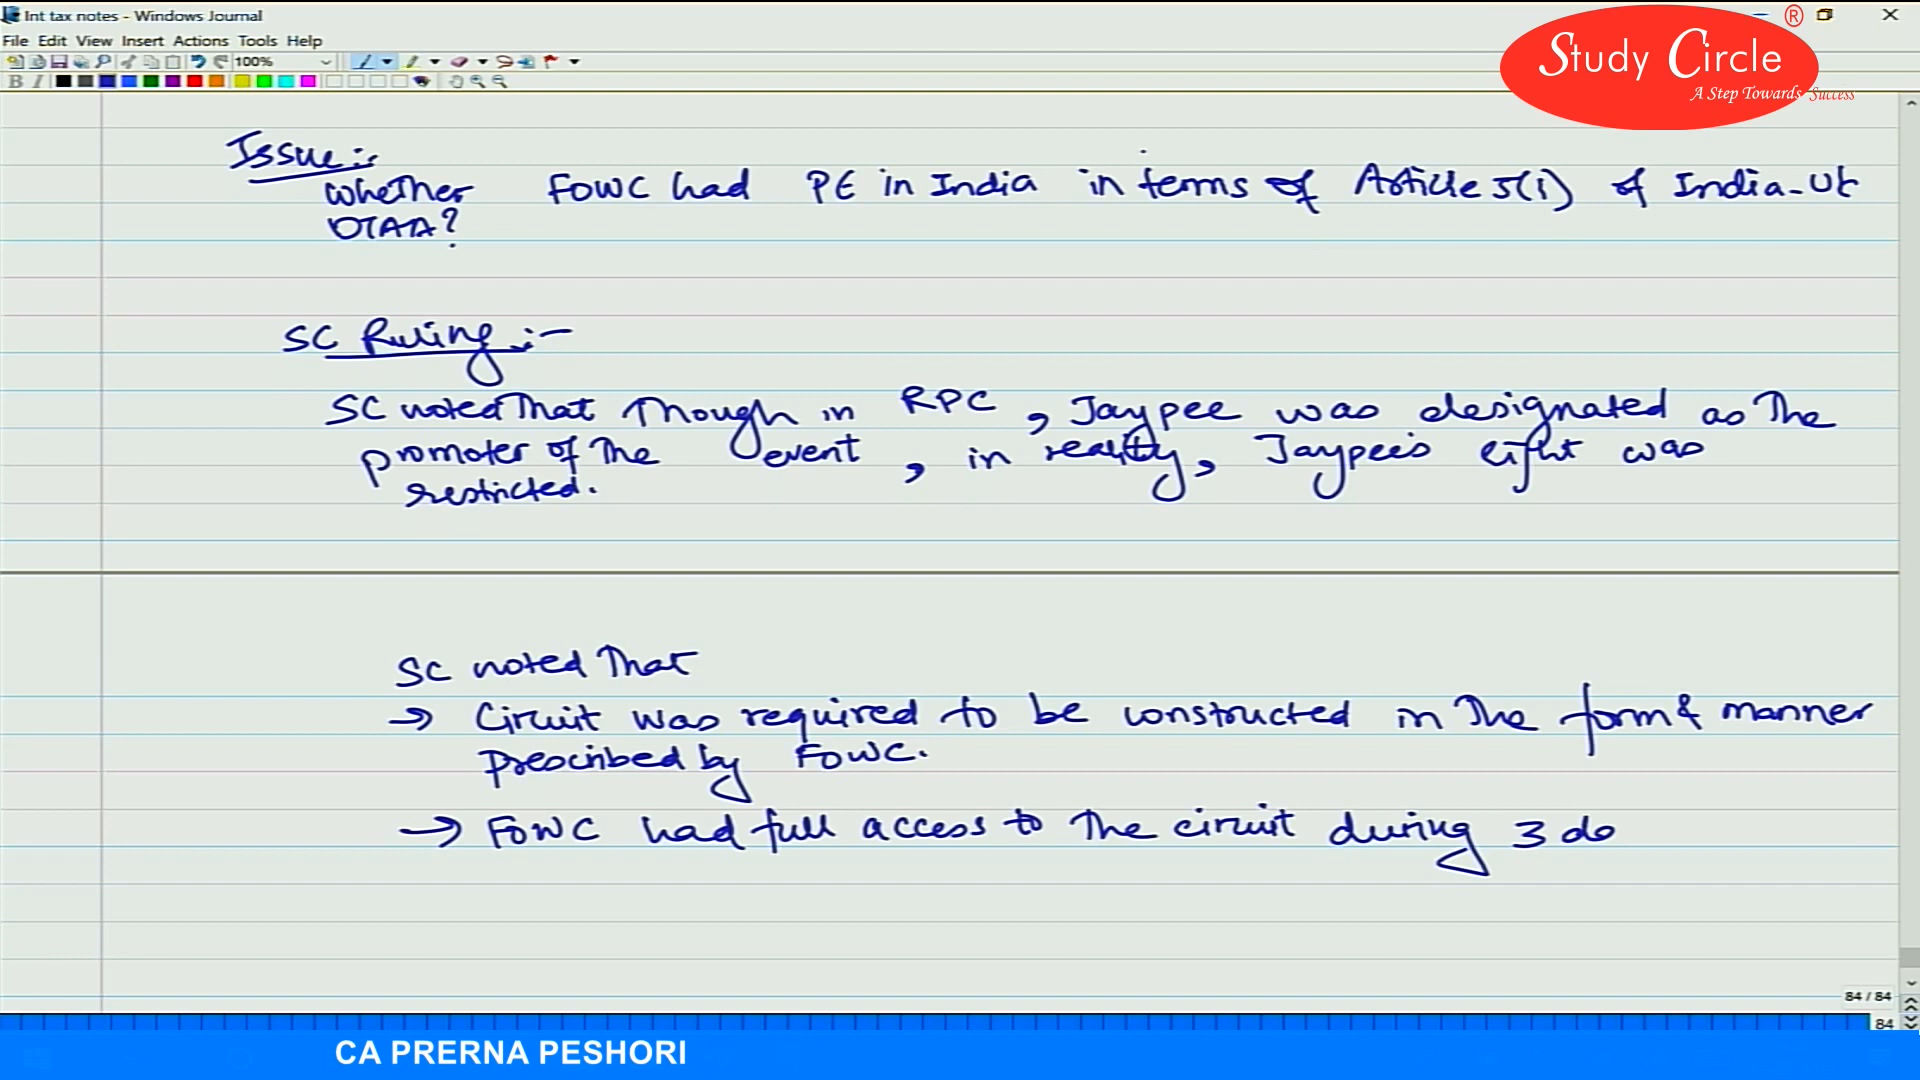 Int tax notes - Windows Journal
File Edit View Insert Actions Tools Help
100%
B I
®
Study Circle
A Step Towards Success
Issue:-
Whether FOWC had PE in India in terms of Article 5(1) of India-UK
DTAA?
SC Ruling :-
SC noted that though in RPC, Jaypee was designated as the
promoter of the event, in reality, Jaypee's right was
restricted.
SC noted that
→ Circuit was required to be constructed in the form & manner
prescribed by FOWC.
→ FOWC had full access to the circuit during 3 da
84 / 84
84
CA PRERNA PESHORI